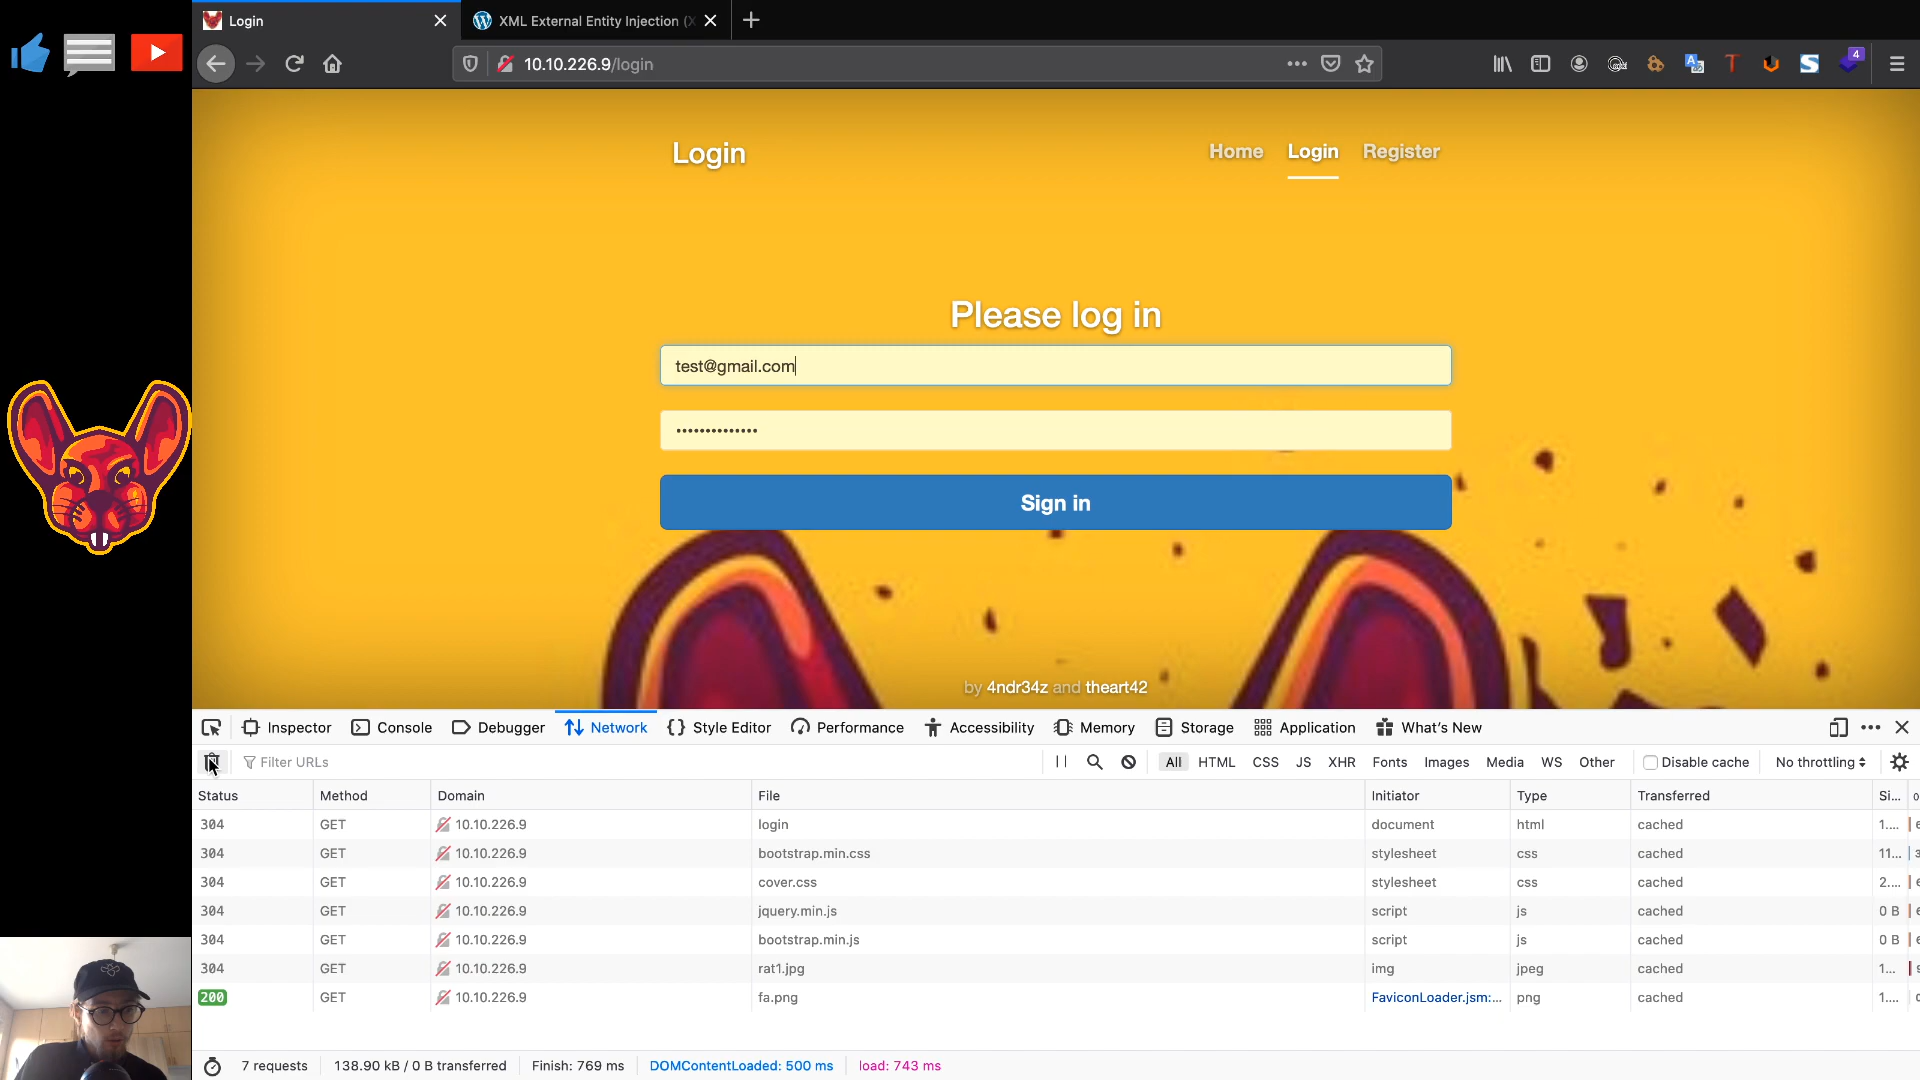 Login
XML External Entity Injection (X
10.10.226.9/login
4
Login
Home Login Register
Please log in
test@gmail.com
••••••••••••••
Sign in
by 4ndr34z and theart42
Inspector Console Debugger Network Style Editor Performance Accessibility Memory Storage Application What's New
Filter URLs All HTML CSS JS XHR Fonts Images Media WS Other Disable cache No throttling
Status Method Domain File Initiator Type Transferred Si...
304 GET 10.10.226.9 login document html cached 1....
304 GET 10.10.226.9 bootstrap.min.css stylesheet css cached 11...
304 GET 10.10.226.9 cover.css stylesheet css cached 2....
304 GET 10.10.226.9 jquery.min.js script js cached 0 B
304 GET 10.10.226.9 bootstrap.min.js script js cached 0 B
304 GET 10.10.226.9 rat1.jpg img jpeg cached 1...
200 GET 10.10.226.9 fa.png FaviconLoader.jsm:... png cached 1....
7 requests 138.90 kB / 0 B transferred Finish: 769 ms DOMContentLoaded: 500 ms load: 743 ms